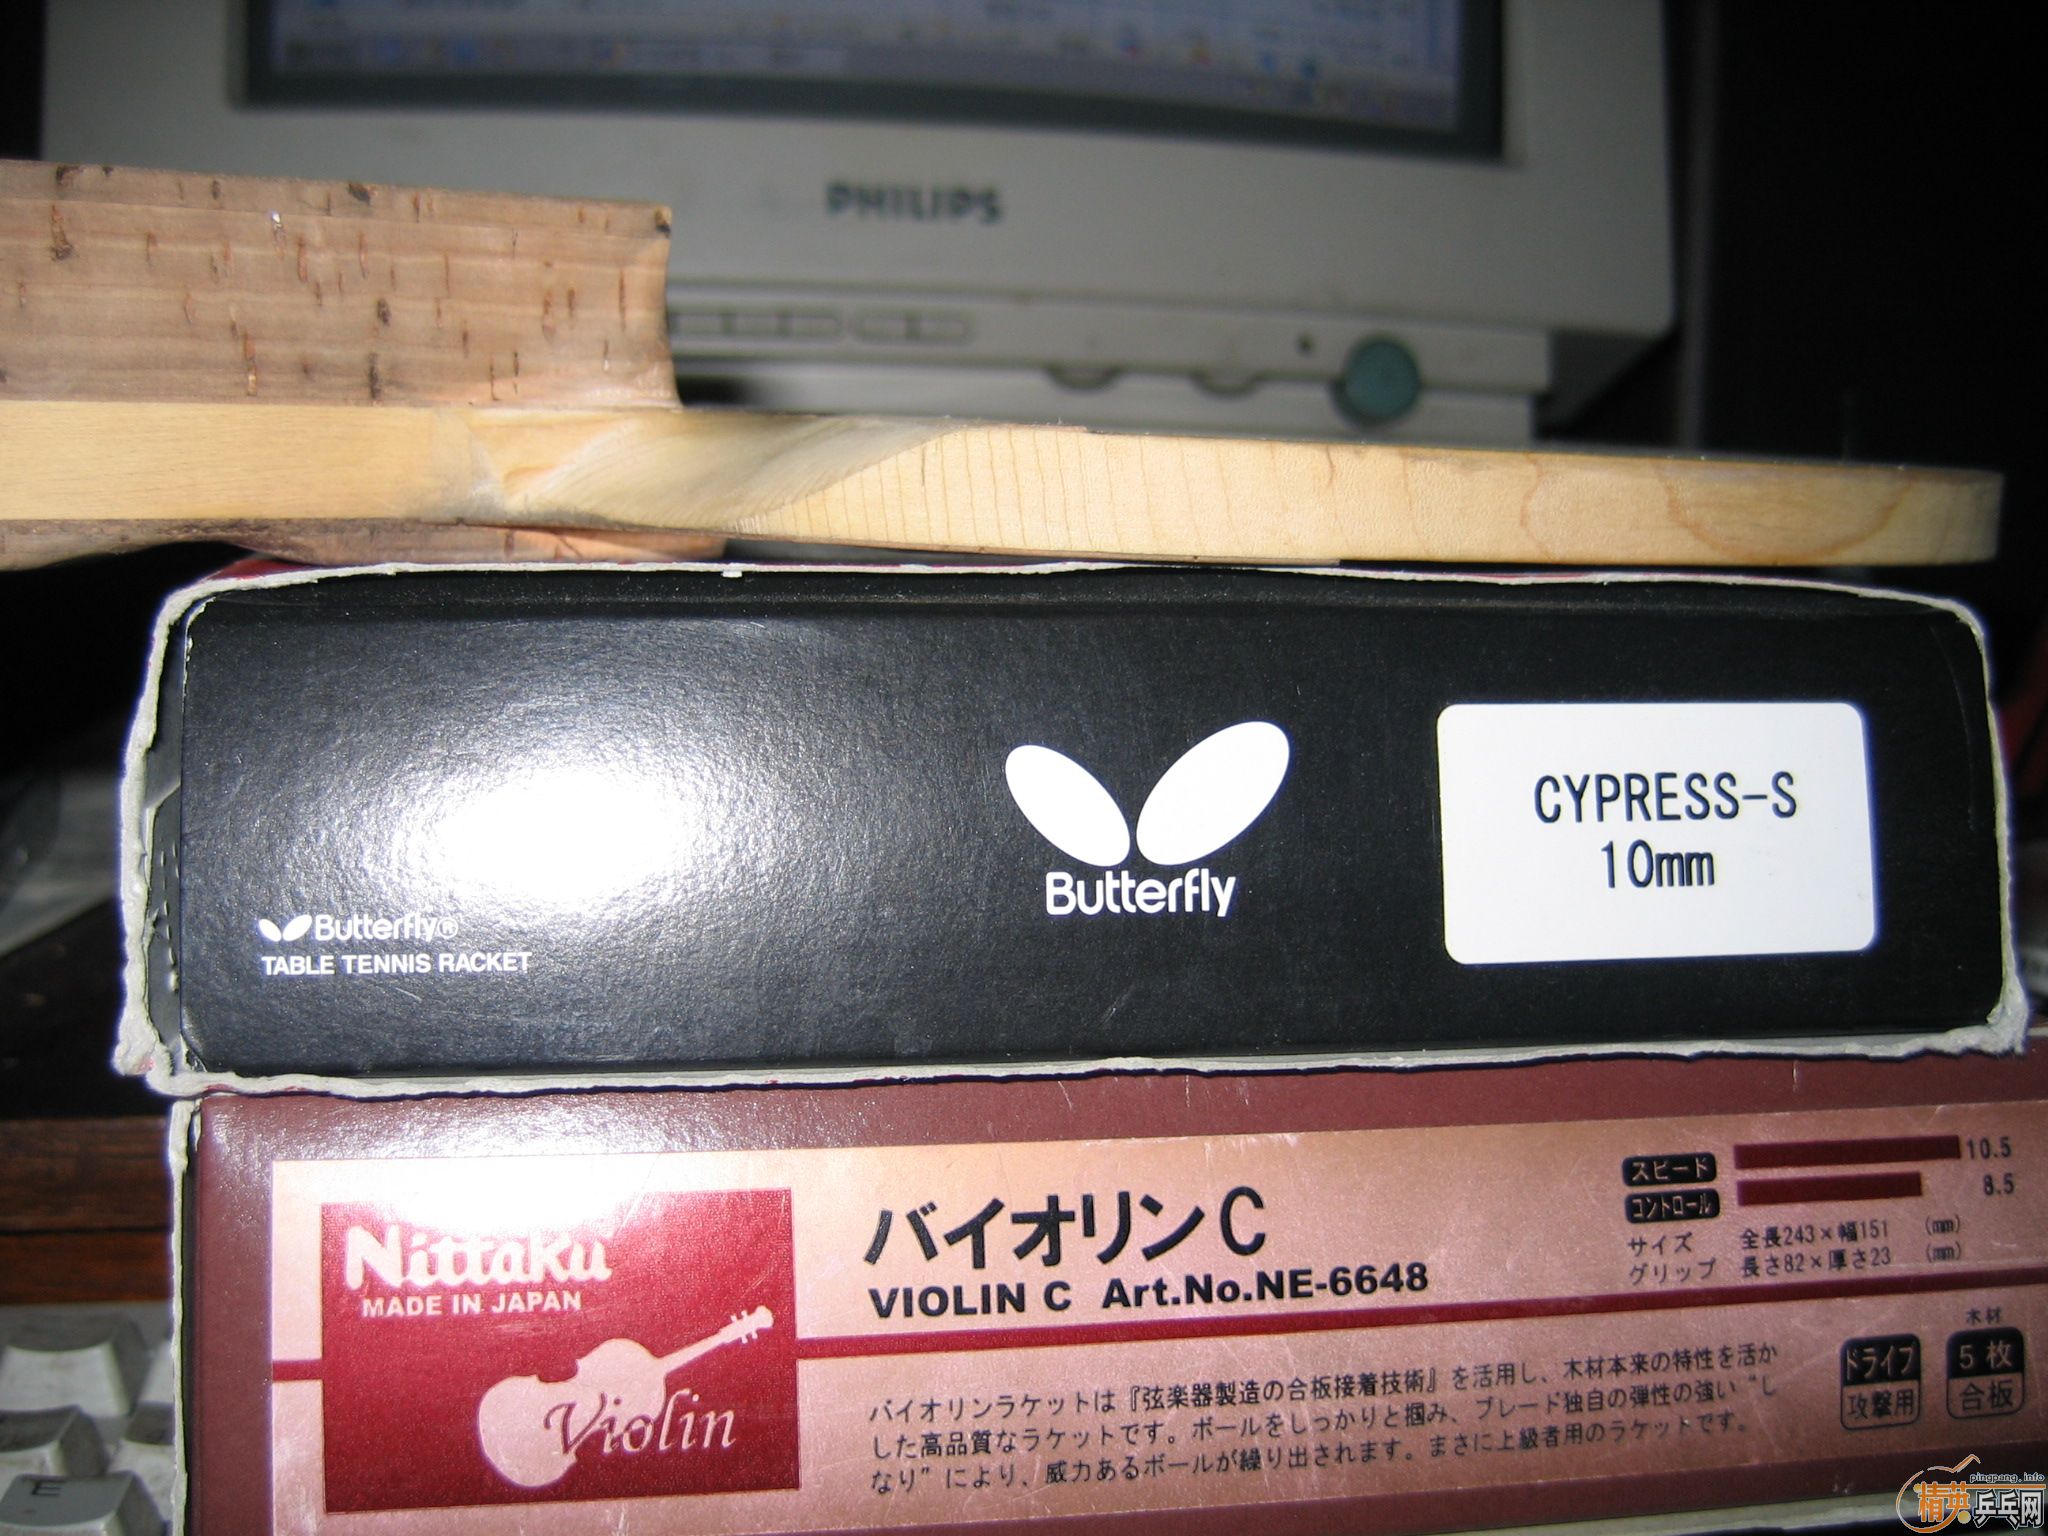 PHILIPS
CYPRESS-S
10mm
Butterfly
Butterfly®
TABLE TENNIS RACKET
Nittaku
MADE IN JAPAN
Violin
バイオリンC
VIOLIN C Art.No.NE-6648
スピード 10.5
コントロール 8.5
サイズ 全長243×幅151 (mm)
グリップ 長さ82×厚さ23 (mm)
バイオリンラケットは『弦楽器製造の合板接着技術』を活用し、木材本来の特性を活か
した高品質なラケットです。ボールをしっかりと掴み、ブレード独自の弾性の強い“し
なり”により、威力あるボールが繰り出されます。まさに上級者用のラケットです。
ドライブ
攻撃用
木材
5枚
合板
E
pingpang.info
精英乒乓网